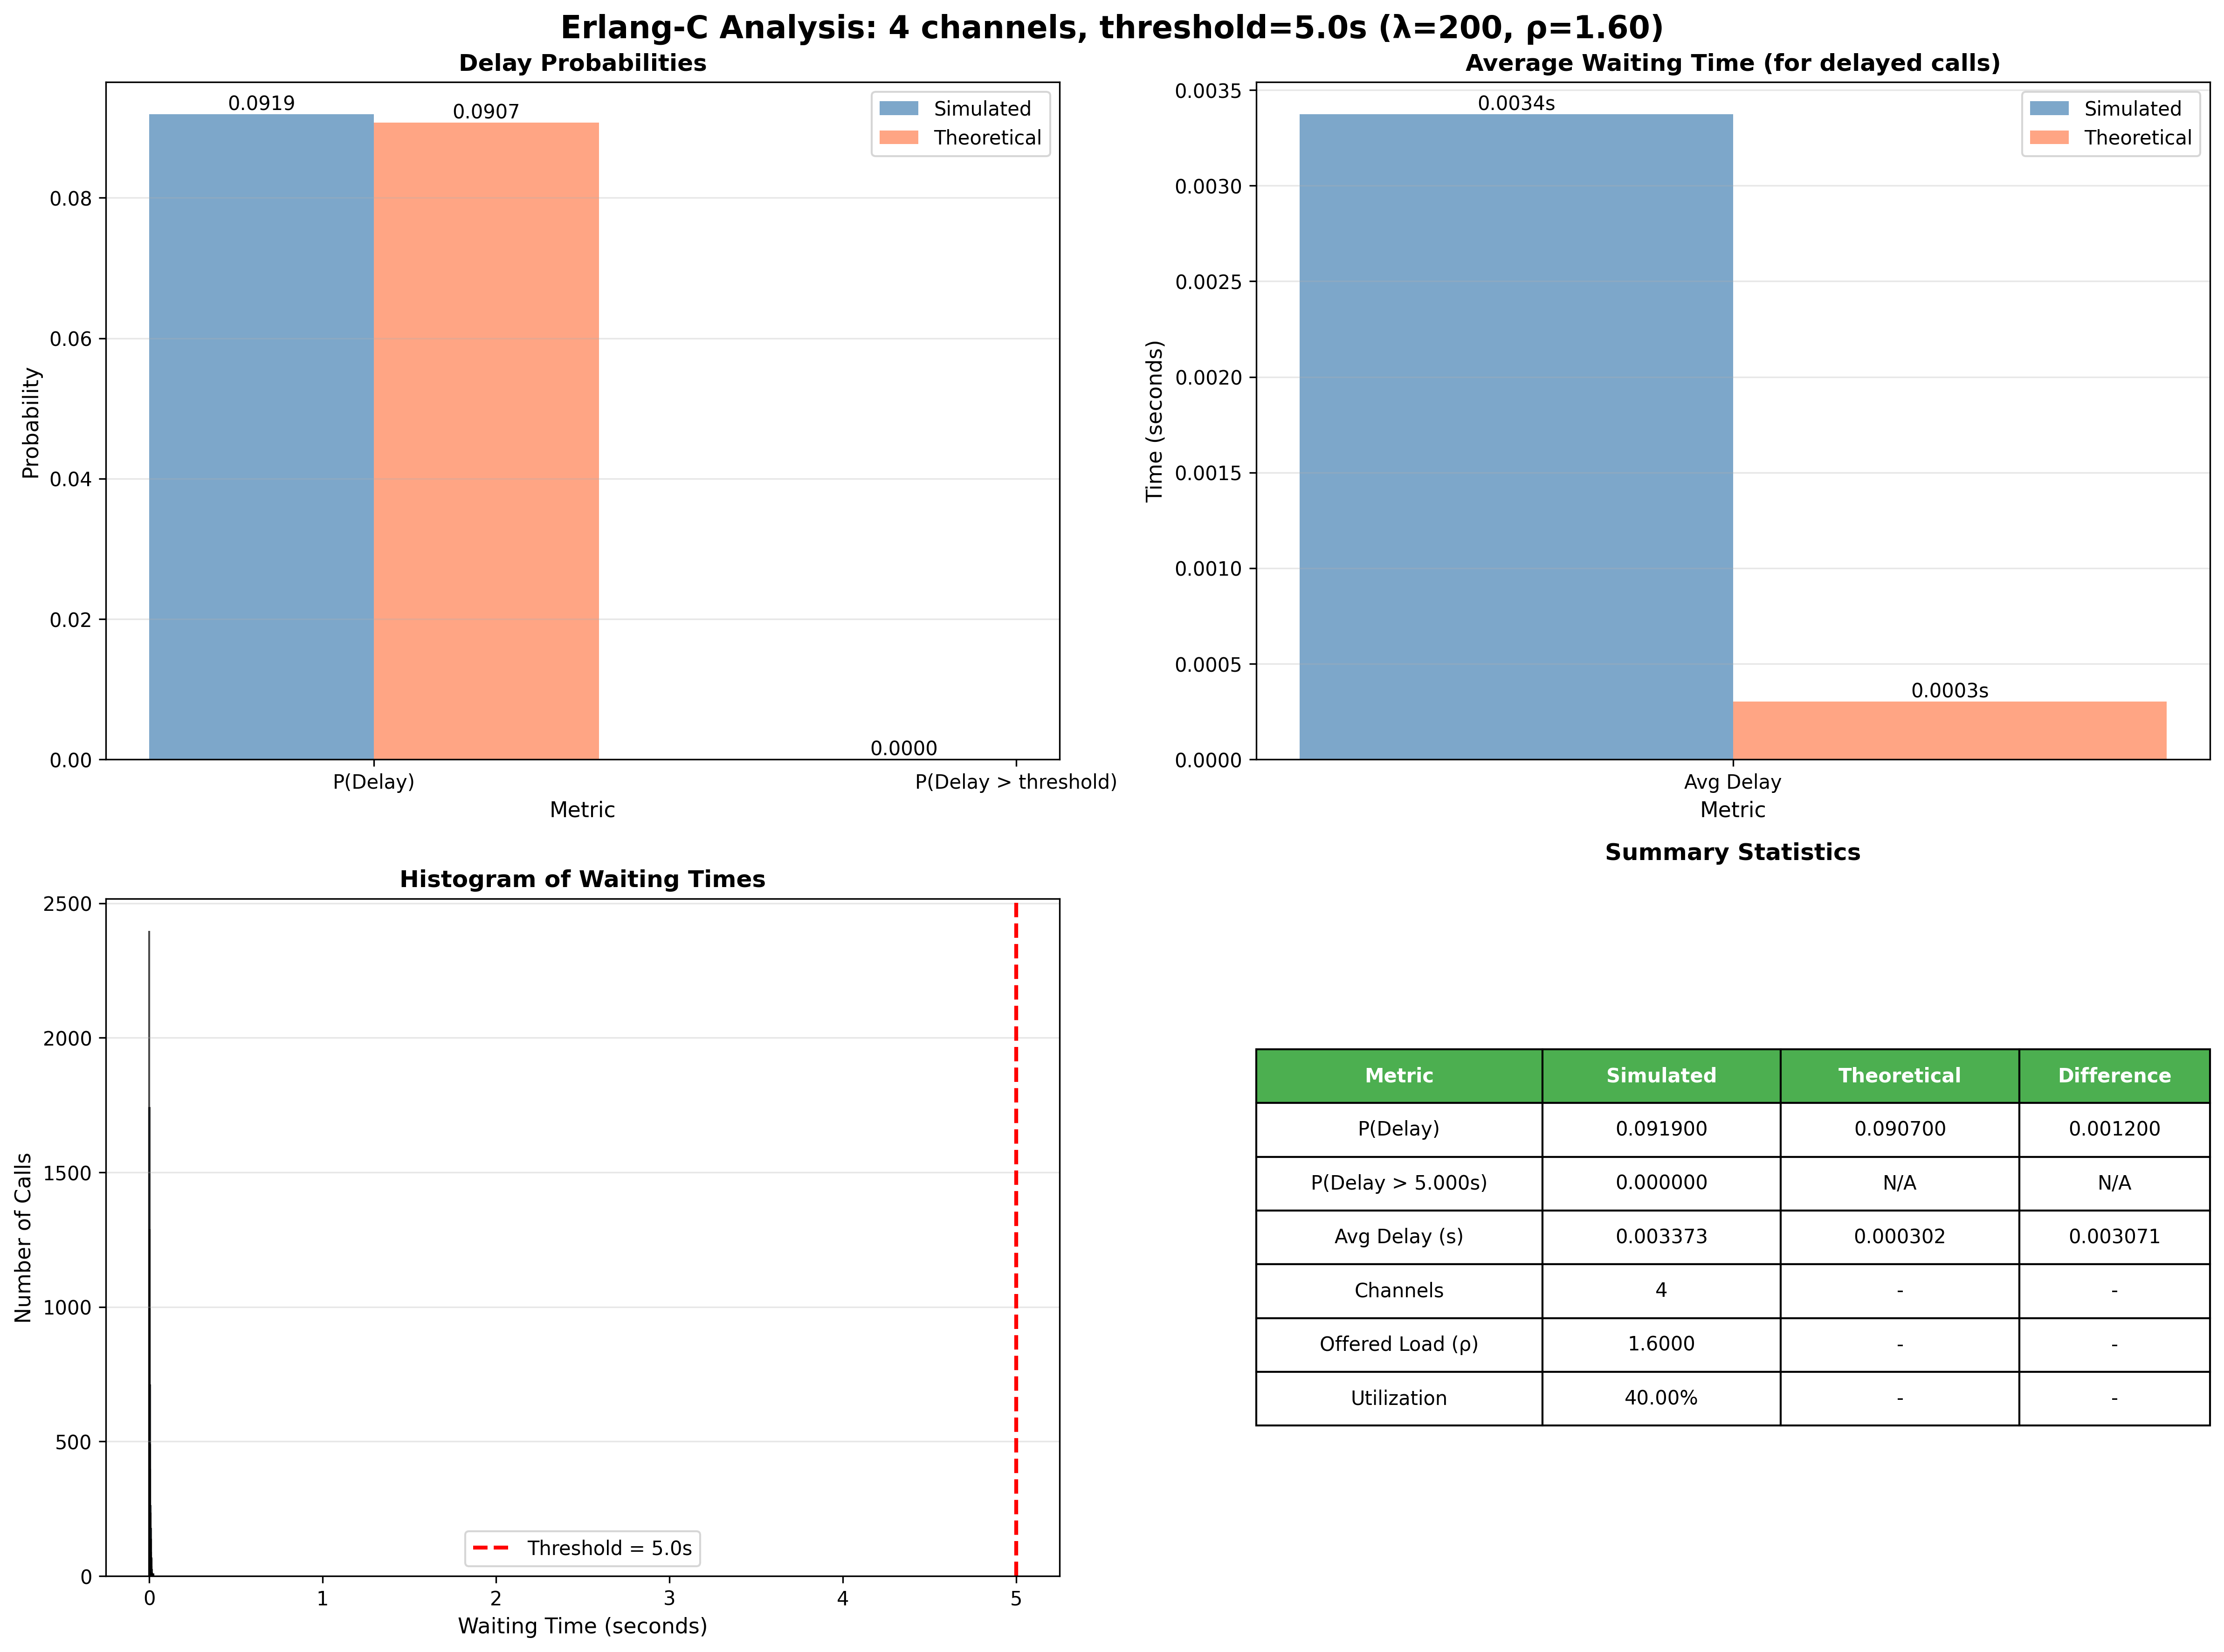 Erlang-C Analysis: 4 channels, threshold=5.0s (λ=200, ρ=1.60)
Delay Probabilities
0.0919
0.0907
0.0000
Simulated
Theoretical
0.08
0.06
0.04
0.02
0.00
Probability
P(Delay)
P(Delay > threshold)
Metric
Average Waiting Time (for delayed calls)
0.0034s
0.0003s
Simulated
Theoretical
0.0035
0.0030
0.0025
0.0020
0.0015
0.0010
0.0005
0.0000
Time (seconds)
Avg Delay
Metric
Histogram of Waiting Times
2500
2000
1500
1000
500
0
Number of Calls
Threshold = 5.0s
0 1 2 3 4 5
Waiting Time (seconds)
Summary Statistics
Metric Simulated Theoretical Difference
P(Delay) 0.091900 0.090700 0.001200
P(Delay > 5.000s) 0.000000 N/A N/A
Avg Delay (s) 0.003373 0.000302 0.003071
Channels 4 - -
Offered Load (ρ) 1.6000 - -
Utilization 40.00% - -